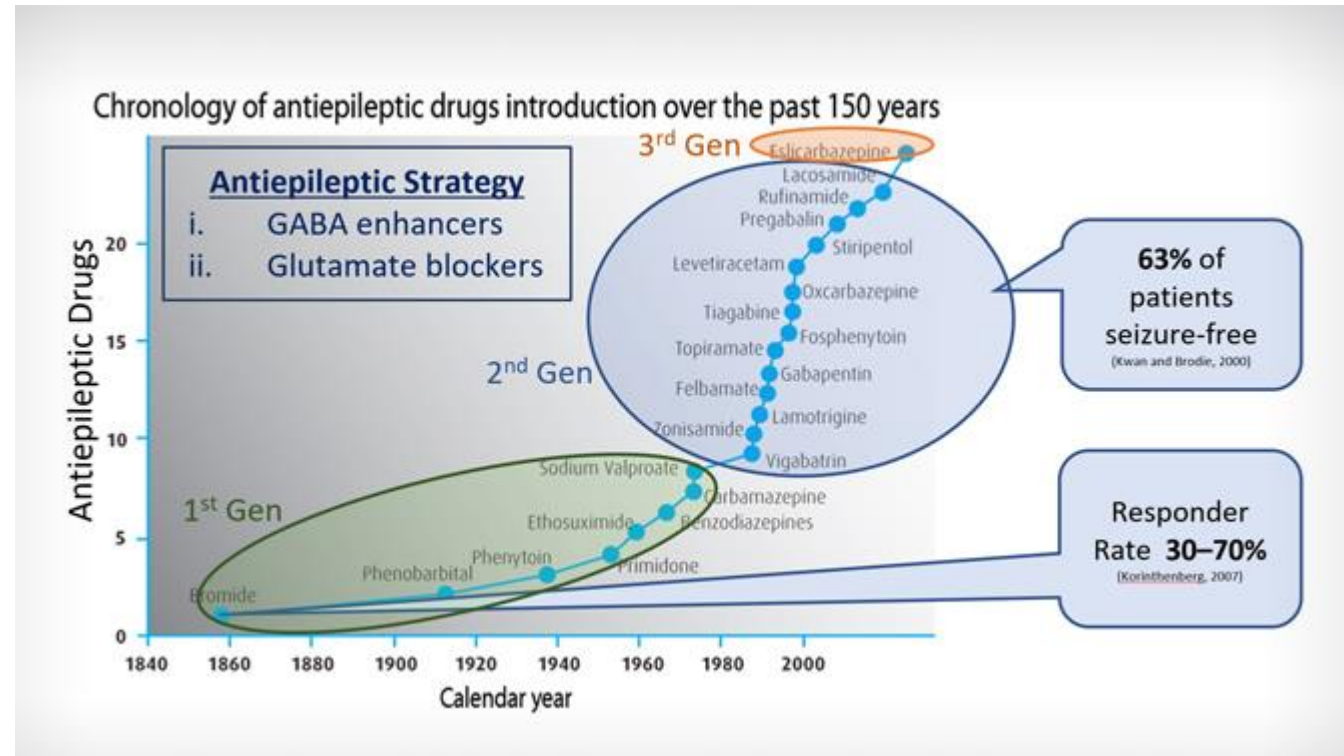 Chronology of antiepileptic drugs introduction over the past 150 years
Antiepileptic Strategy
i. GABA enhancers
ii. Glutamate blockers
3rd Gen
Eslicarbazepine
Lacosamide
Rufinamide
Pregabalin
Stiripentol
Levetiracetam
Oxcarbazepine
Tiagabine
Fosphenytoin
Topiramate
Gabapentin
Felbamate
Lamotrigine
Zonisamide
Vigabatrin
2nd Gen
Sodium Valproate
Carbamazepine
1st Gen
Ethosuximide
Benzodiazepines
Phenytoin
Primidone
Phenobarbital
Bromide
63% of
patients
seizure-free
(Kwan and Brodie, 2000)
Responder
Rate 30–70%
(Korinthenberg, 2007)
Antiepileptic Drugs
20
15
10
5
0
1840 1860 1880 1900 1920 1940 1960 1980 2000
Calendar year